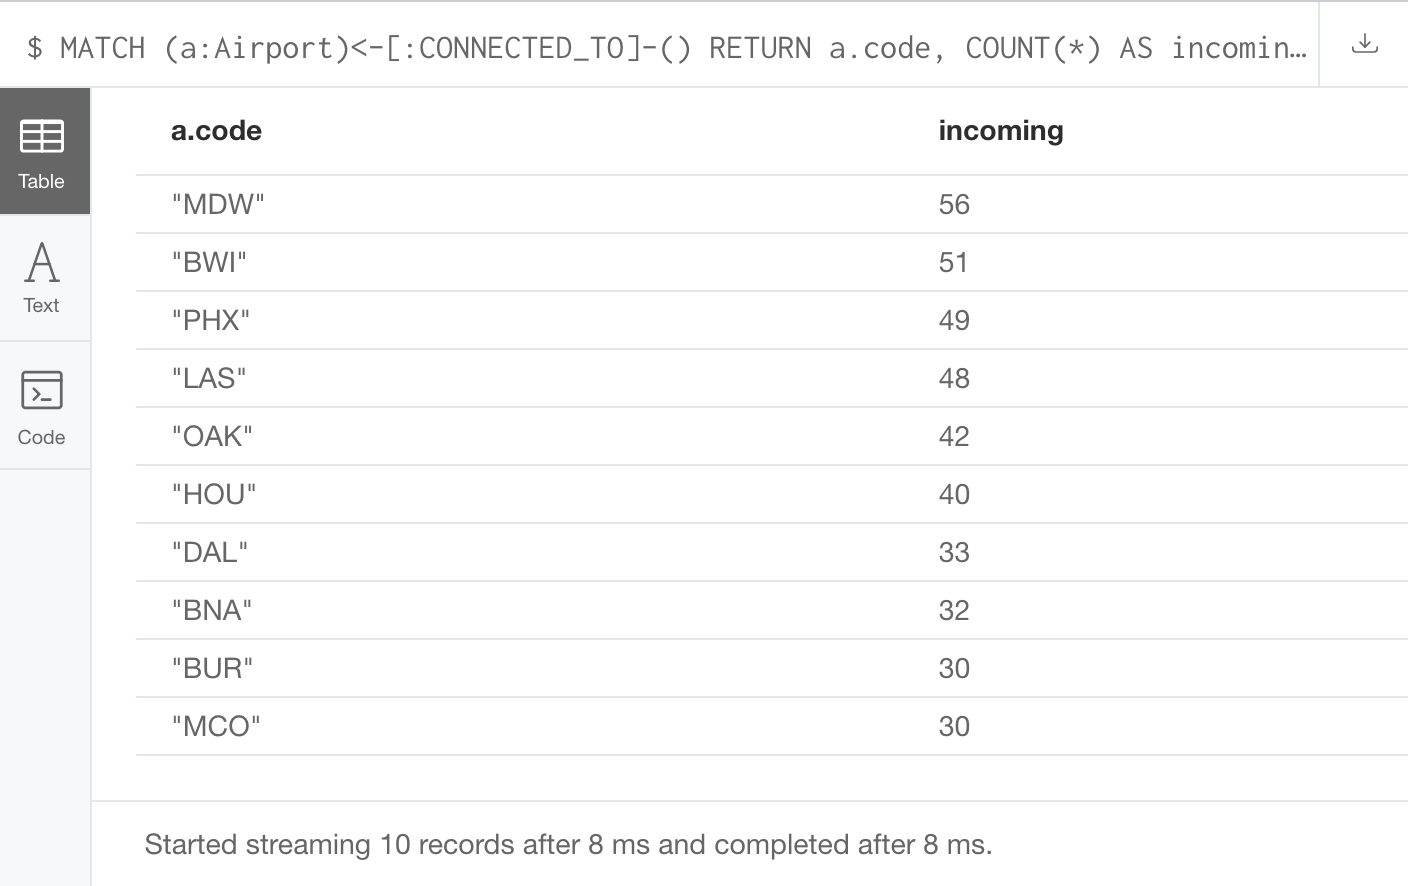 $ MATCH (a:Airport)<-[:CONNECTED_TO]-() RETURN a.code, COUNT(*) AS incomin…
Table
Text
Code
a.code incoming
"MDW" 56
"BWI" 51
"PHX" 49
"LAS" 48
"OAK" 42
"HOU" 40
"DAL" 33
"BNA" 32
"BUR" 30
"MCO" 30
Started streaming 10 records after 8 ms and completed after 8 ms.